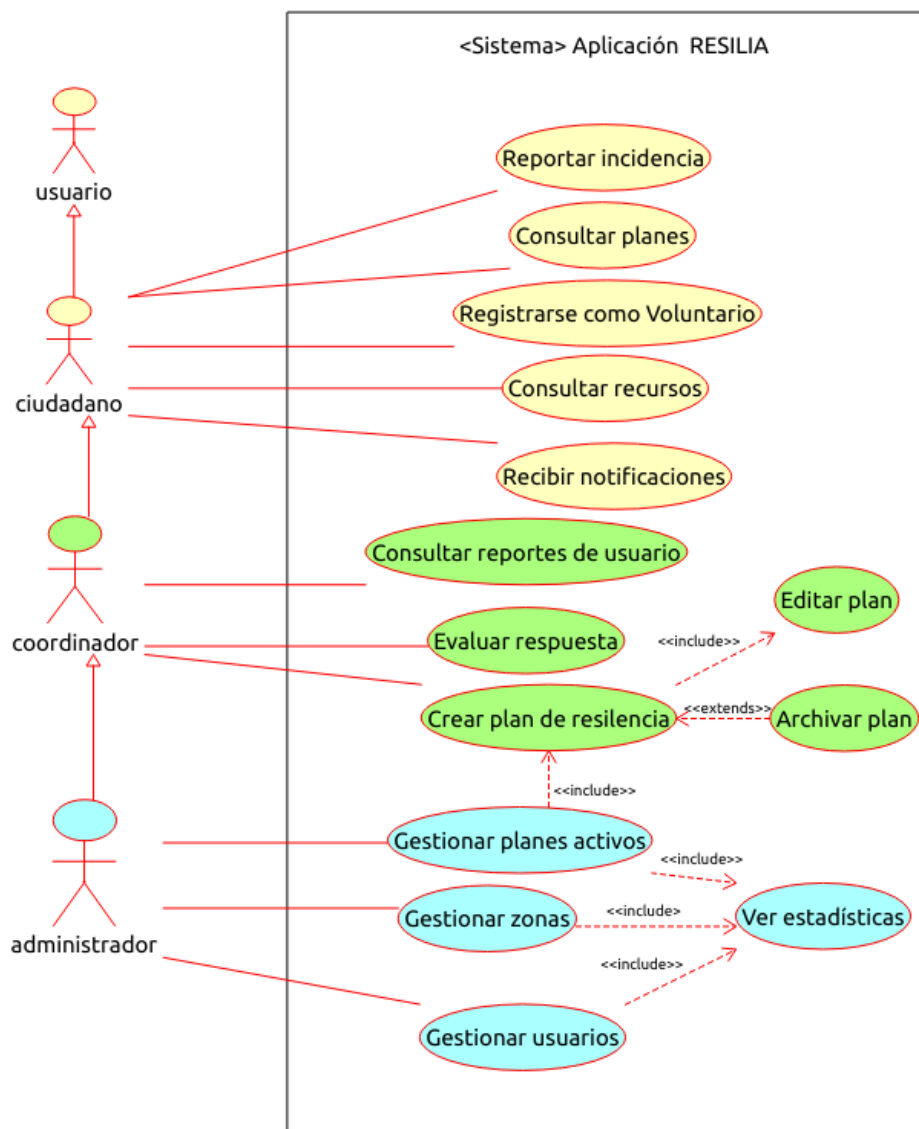 <Sistema> Aplicación RESILIA
usuario
Reportar incidencia
Consultar planes
Registrarse como Voluntario
ciudadano
Consultar recursos
Recibir notificaciones
Consultar reportes de usuario
Editar plan
coordinador
Evaluar respuesta
<<include>>
Crear plan de resilencia
<<extends>>
Archivar plan
<<include>>
Gestionar planes activos
<<include>>
Gestionar zonas
<<include>
Ver estadísticas
administrador
<<include>>
Gestionar usuarios